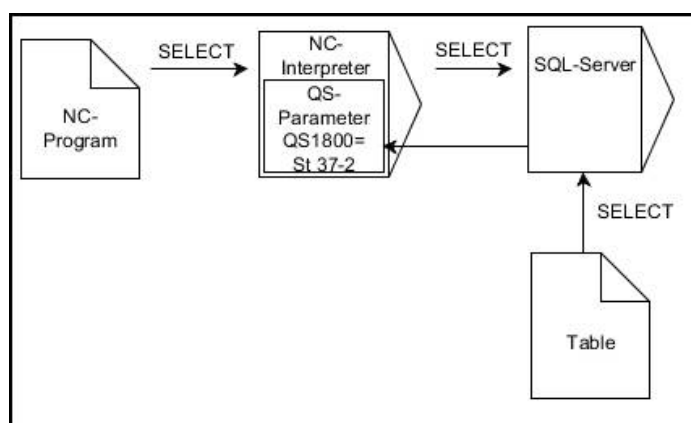 SELECT
NC-
Interpreter
SELECT
SQL-Server
NC-
Program
QS-
Parameter
QS1800=
St 37-2
SELECT
Table